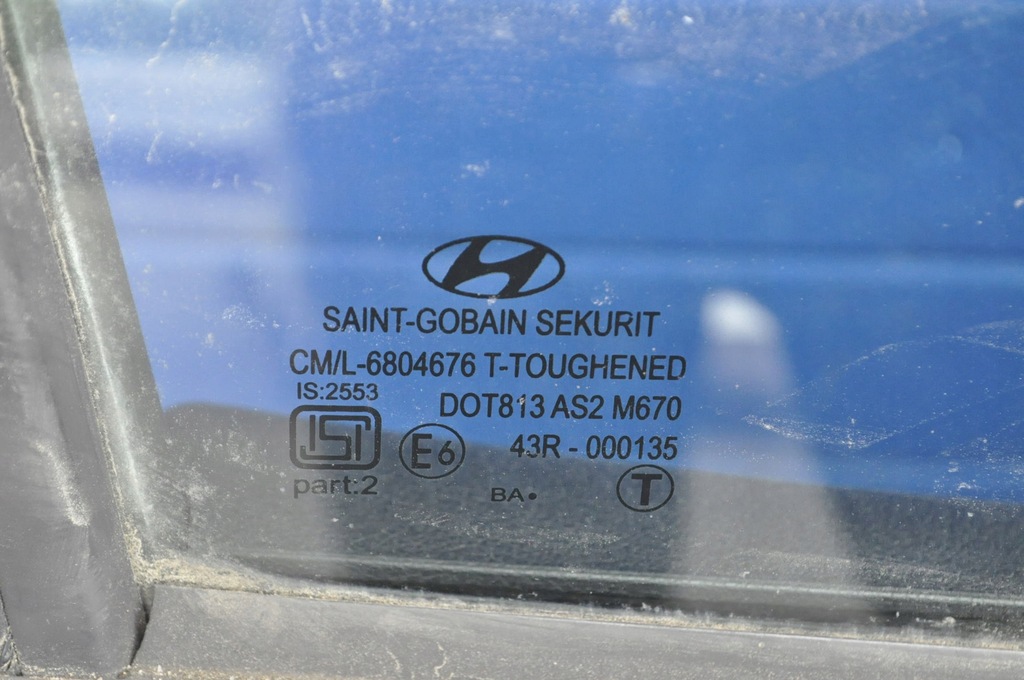 SAINT-GOBAIN SEKURIT
CM/L-6804676 T-TOUGHENED
IS:2553
DOT813 AS2 M670
ISI
E6
43R - 000135
part:2
BA•
T